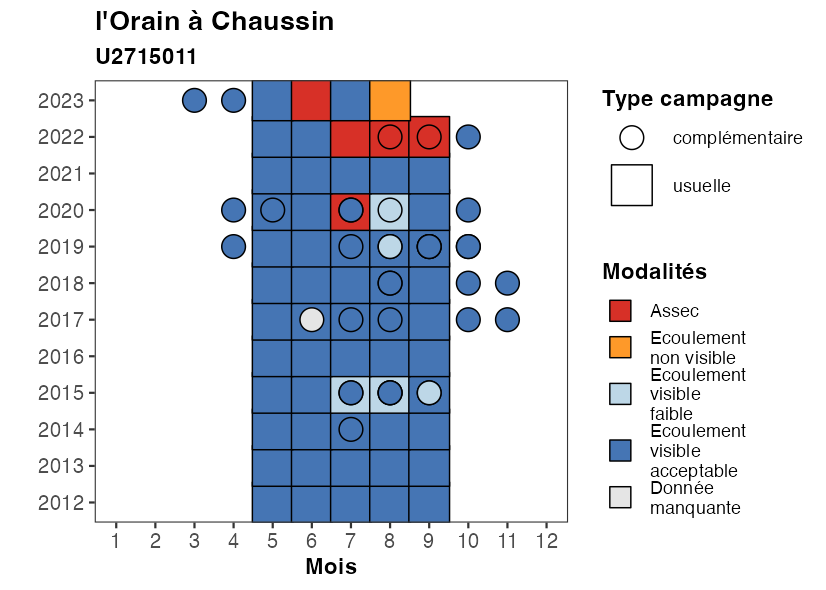 l'Orain à Chaussin
U2715011
2023
2022
2021
2020
2019
2018
2017
2016
2015
2014
2013
2012
1 2 3 4 5 6 7 8 9 10 11 12
Mois
Type campagne
complémentaire
usuelle
Modalités
Assec
Ecoulement
non visible
Ecoulement
visible
faible
Ecoulement
visible
acceptable
Donnée
manquante